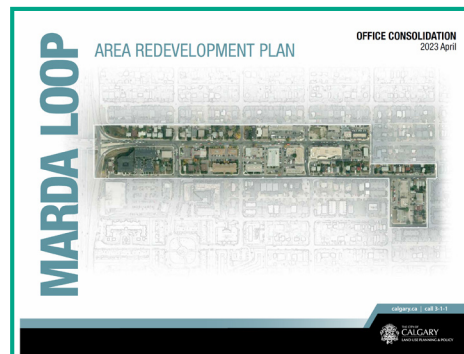 MARDA LOOP
AREA REDEVELOPMENT PLAN
OFFICE CONSOLIDATION
2023 April
calgary.ca | call 3-1-1
THE CITY OF
CALGARY
LAND USE PLANNING & POLICY